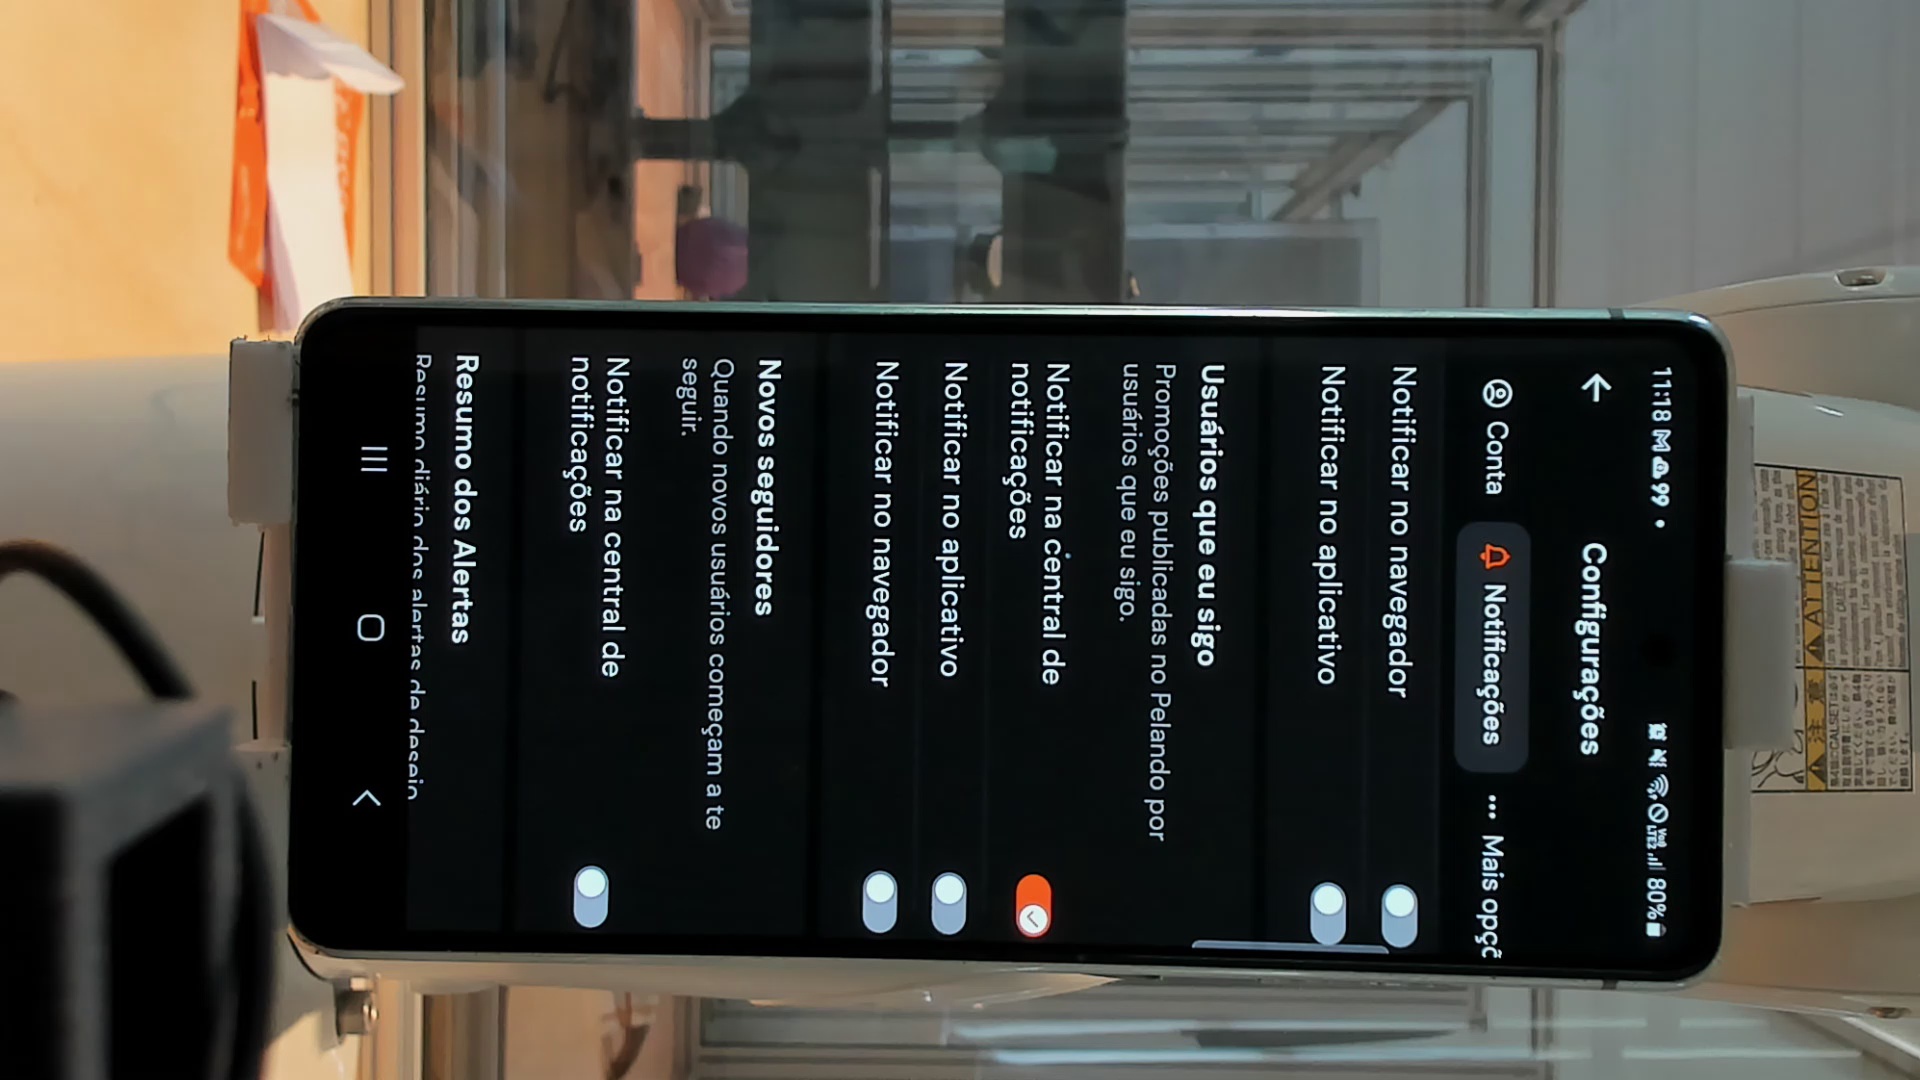 11:18
80%
Configurações
Conta
Notificações
Mais opçõ
Notificar no navegador
Notificar no aplicativo
Usuários que eu sigo
Promoções publicadas no Pelando por
usuários que eu sigo.
Notificar na central de
notificações
Notificar no aplicativo
Notificar no navegador
Novos seguidores
Quando novos usuários começam a te
seguir.
Notificar na central de
notificações
Resumo dos Alertas
Resumo diário dos alertas de desejo
注意
ATTENTION